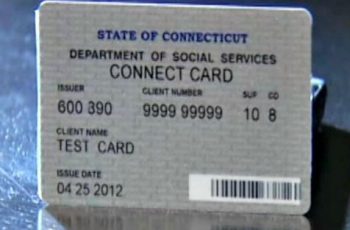 STATE OF CONNECTICUT
DEPARTMENT OF SOCIAL SERVICES
CONNECT CARD
ISSUER CLIENT NUMBER SUF CD
600 390 9999 99999 10 8
CLIENT NAME
TEST CARD
ISSUE DATE
04 25 2012